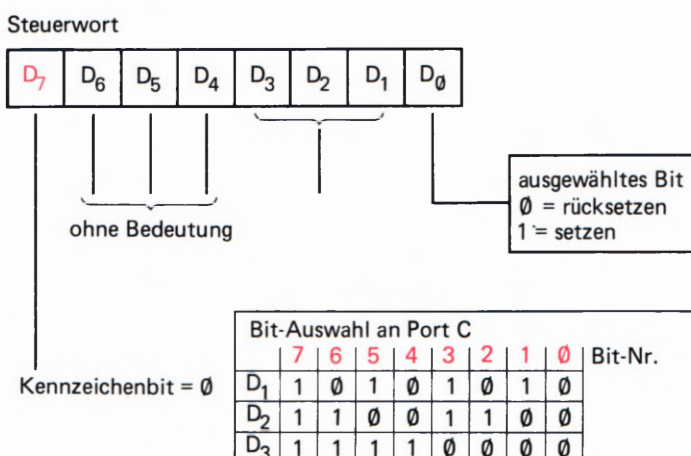 Steuerwort
D7 D6 D5 D4 D3 D2 D1 DØ
ausgewähltes Bit
Ø = rücksetzen
1 = setzen
ohne Bedeutung
Bit-Auswahl an Port C
7 6 5 4 3 2 1 Ø Bit-Nr.
Kennzeichenbit = Ø
D1 1 Ø 1 Ø 1 Ø 1 Ø
D2 1 1 Ø Ø 1 1 Ø Ø
D3 1 1 1 1 Ø Ø Ø Ø